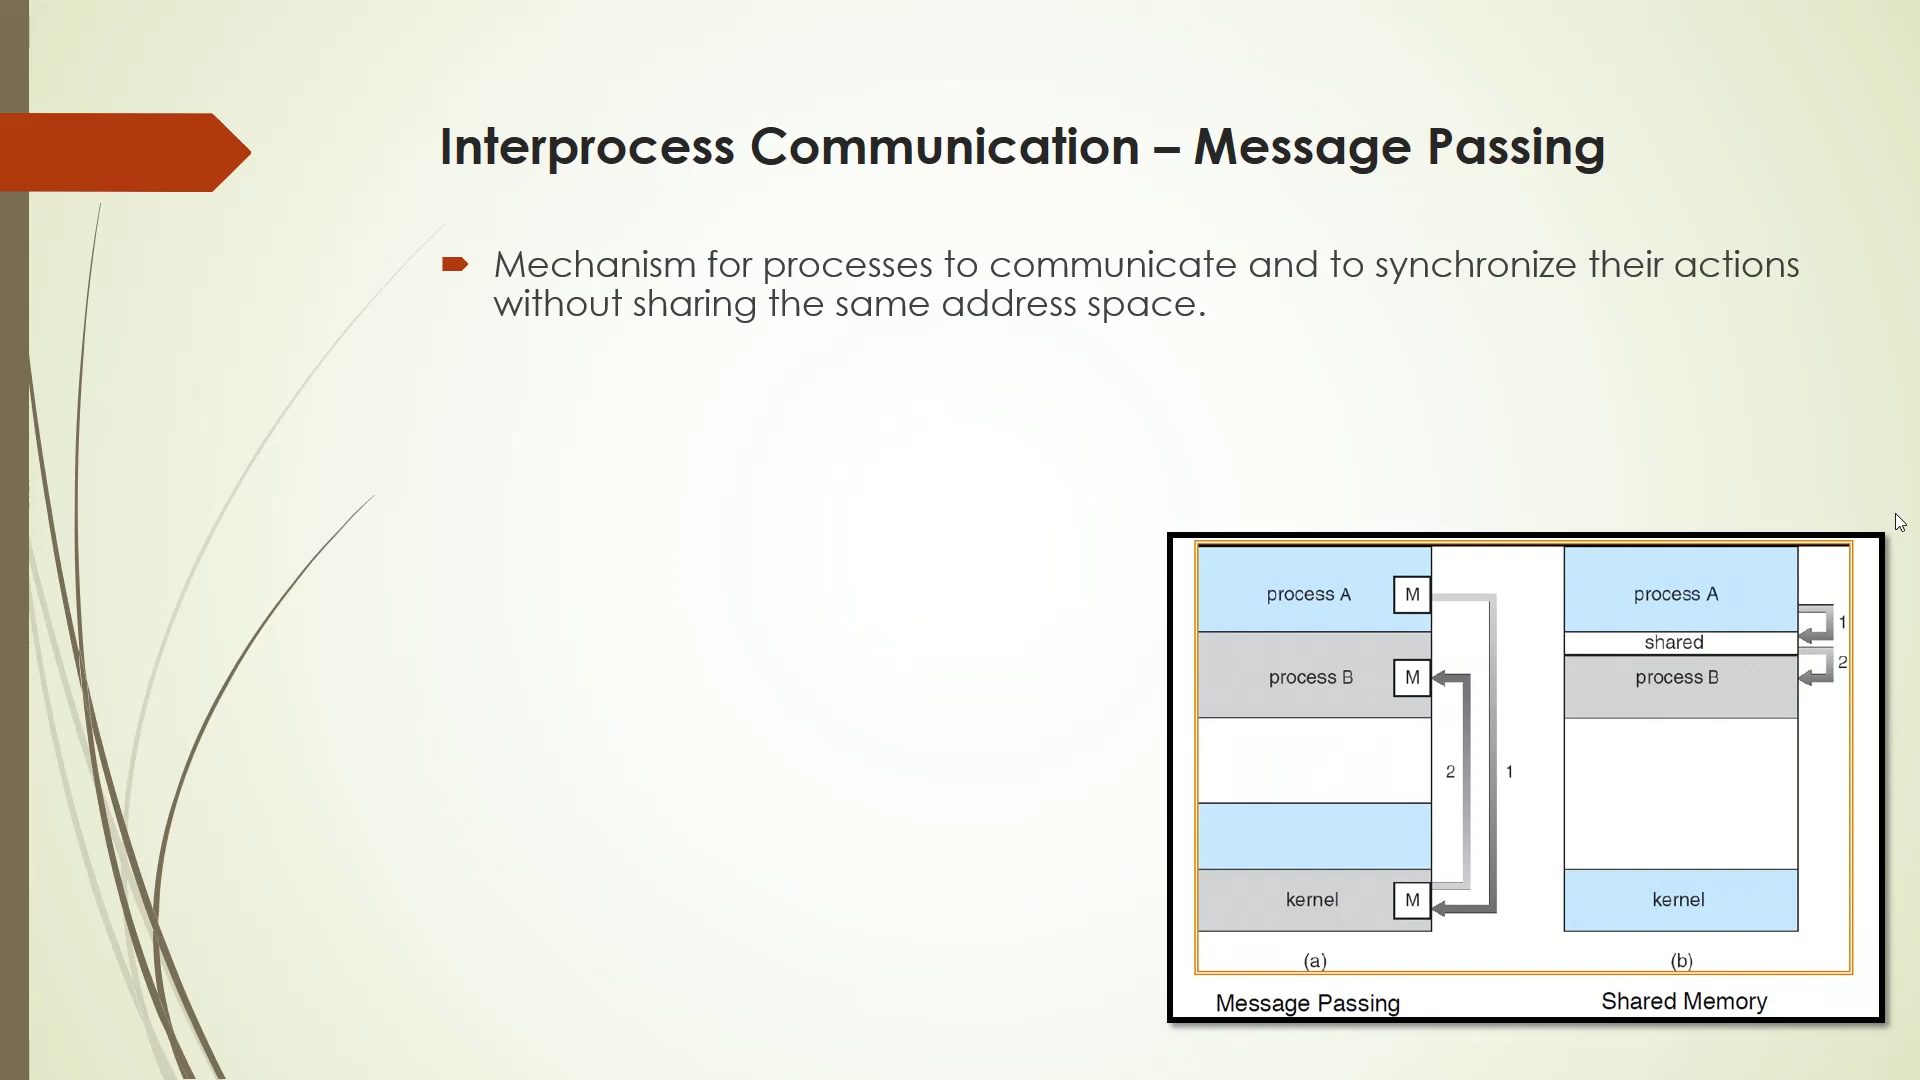 Interprocess Communication – Message Passing
Mechanism for processes to communicate and to synchronize their actions
without sharing the same address space.
process A
M
process B
M
2
1
kernel
M
(a)
Message Passing
process A
1
shared
2
process B
kernel
(b)
Shared Memory